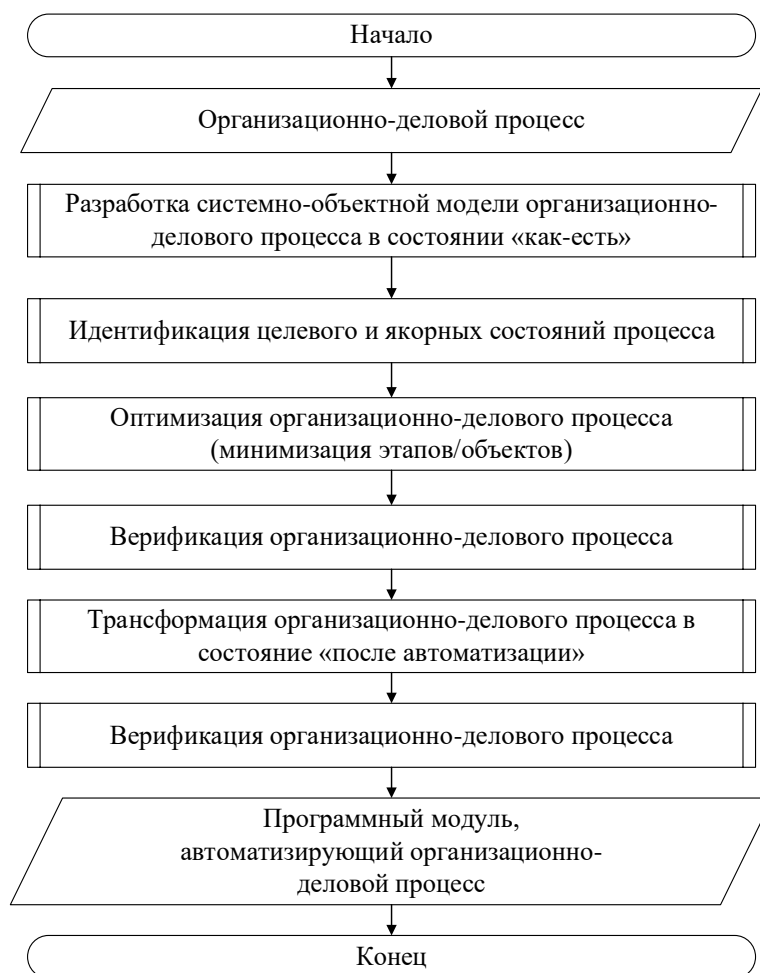 Начало
Организационно-деловой процесс
Разработка системно-объектной модели организационно-
делового процесса в состоянии «как-есть»
Идентификация целевого и якорных состояний процесса
Оптимизация организационно-делового процесса
(минимизация этапов/объектов)
Верификация организационно-делового процесса
Трансформация организационно-делового процесса в
состояние «после автоматизации»
Верификация организационно-делового процесса
Программный модуль,
автоматизирующий организационно-
деловой процесс
Конец